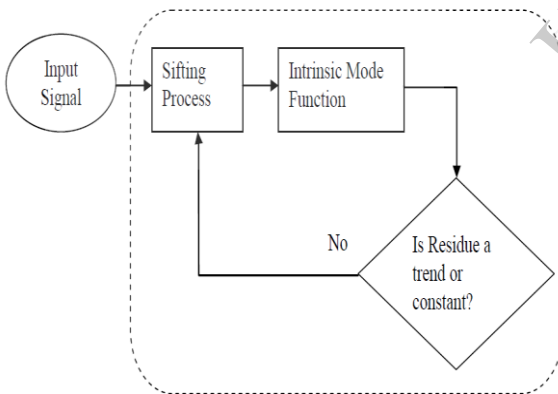 Input
Signal
Sifting
Process
Intrinsic Mode
Function
No
Is Residue a
trend or
constant?